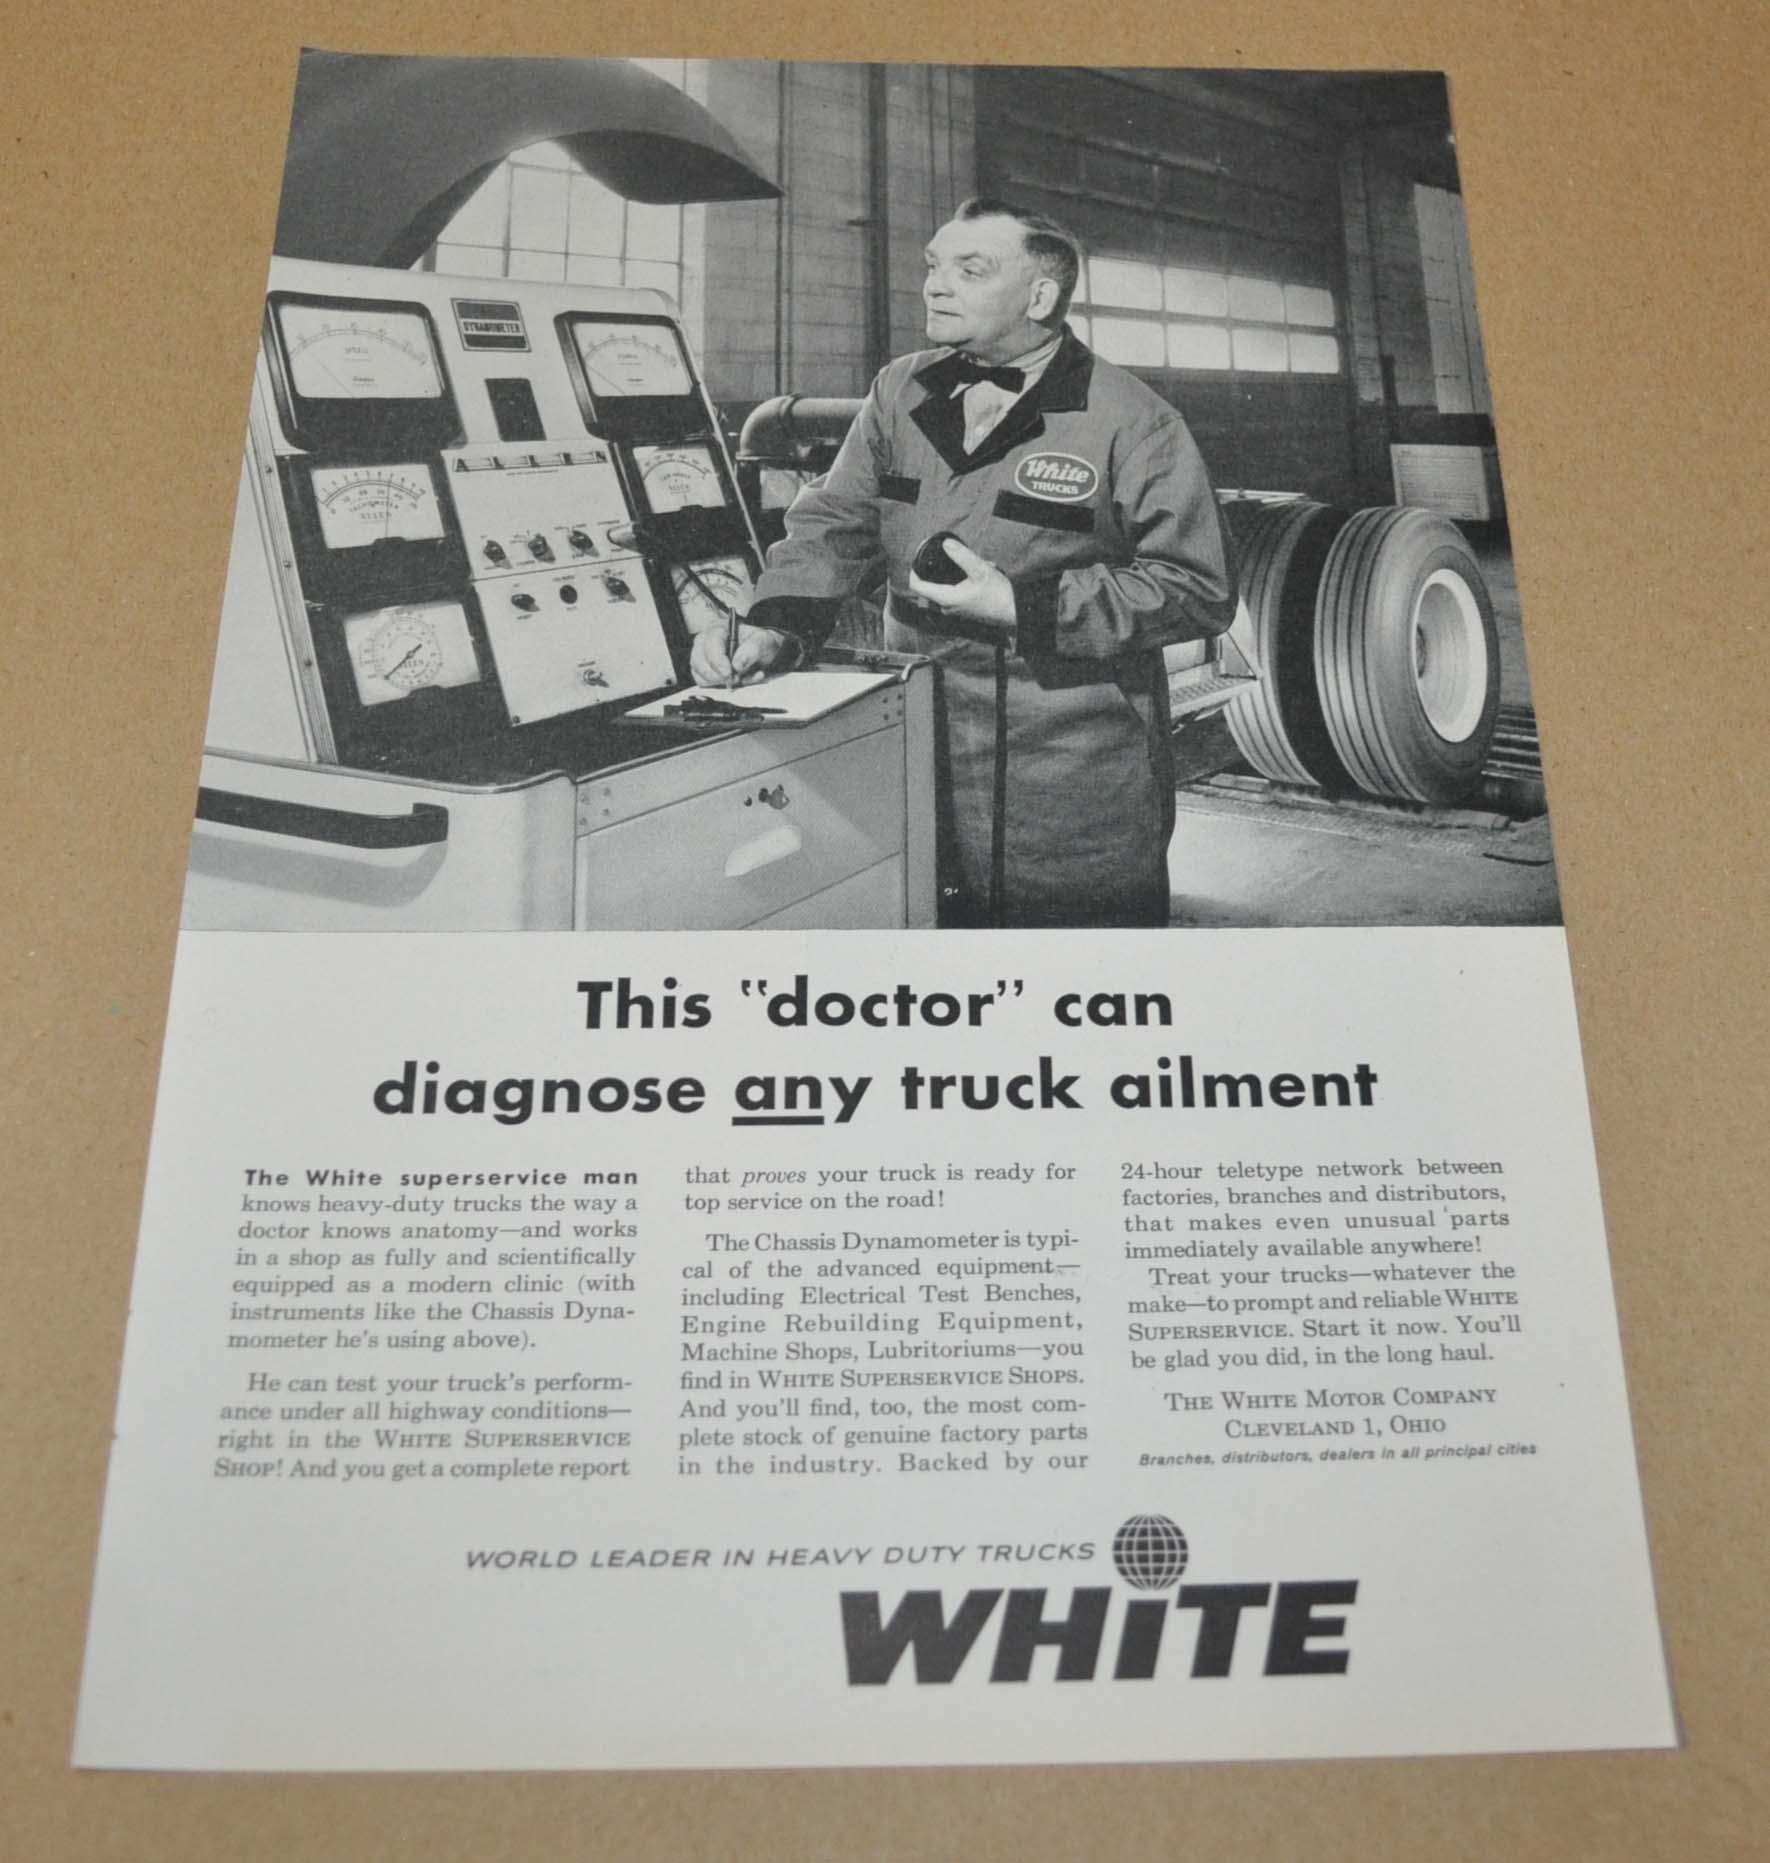 DYNAMOMETER
SPEED
POWER
ALLEN
TACHOMETER
ALLEN
ALLEN
ALLEN
White
TRUCKS
This "doctor" can
diagnose any truck ailment
The White superservice man
knows heavy-duty trucks the way a
doctor knows anatomy—and works
in a shop as fully and scientifically
equipped as a modern clinic (with
instruments like the Chassis Dyna-
mometer he's using above).
He can test your truck's perform-
ance under all highway conditions—
right in the WHITE SUPERSERVICE
SHOP! And you get a complete report
that proves your truck is ready for
top service on the road!
The Chassis Dynamometer is typi-
cal of the advanced equipment—
including Electrical Test Benches,
Engine Rebuilding Equipment,
Machine Shops, Lubritoriums—you
find in WHITE SUPERSERVICE SHOPS.
And you'll find, too, the most com-
plete stock of genuine factory parts
in the industry. Backed by our
24-hour teletype network between
factories, branches and distributors,
that makes even unusual parts
immediately available anywhere!
Treat your trucks—whatever the
make—to prompt and reliable WHITE
SUPERSERVICE. Start it now. You'll
be glad you did, in the long haul.
THE WHITE MOTOR COMPANY
CLEVELAND 1, OHIO
Branches, distributors, dealers in all principal cities
WORLD LEADER IN HEAVY DUTY TRUCKS
WHiTE